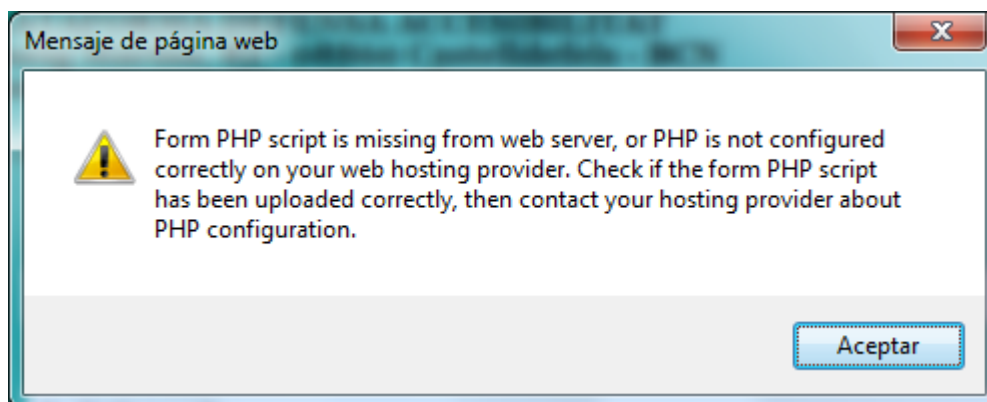 Mensaje de página web
Form PHP script is missing from web server, or PHP is not configured
correctly on your web hosting provider. Check if the form PHP script
has been uploaded correctly, then contact your hosting provider about
PHP configuration.
Aceptar